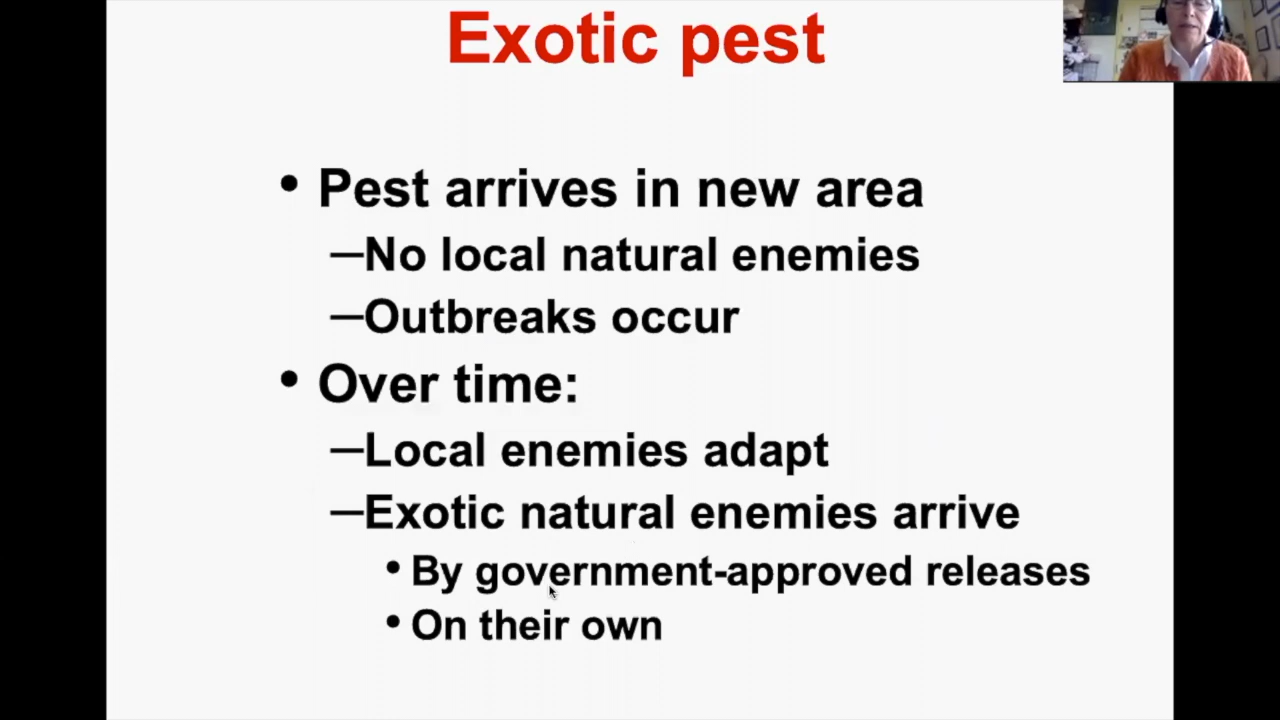 Exotic pest
• Pest arrives in new area
—No local natural enemies
—Outbreaks occur
• Over time:
—Local enemies adapt
—Exotic natural enemies arrive
• By government-approved releases
• On their own